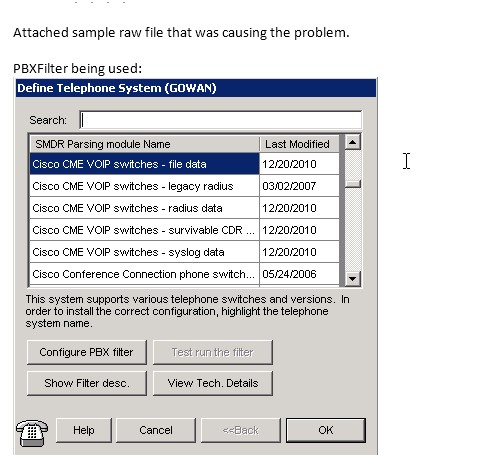 Attached sample raw file that was causing the problem.
PBXFilter being used:
Define Telephone System (GOWAN)
Search:
SMDR Parsing module Name Last Modified
Cisco CME VOIP switches - file data 12/20/2010
Cisco CME VOIP switches - legacy radius 03/02/2007
Cisco CME VOIP switches - radius data 12/20/2010
Cisco CME VOIP switches - survivable CDR ... 12/20/2010
Cisco CME VOIP switches - syslog data 12/20/2010
Cisco Conference Connection phone switch... 05/24/2006
This system supports various telephone switches and versions. In
order to install the correct configuration, highlight the telephone
system name.
Configure PBX filter Test run the filter
Show Filter desc. View Tech. Details
Help Cancel <<Back OK